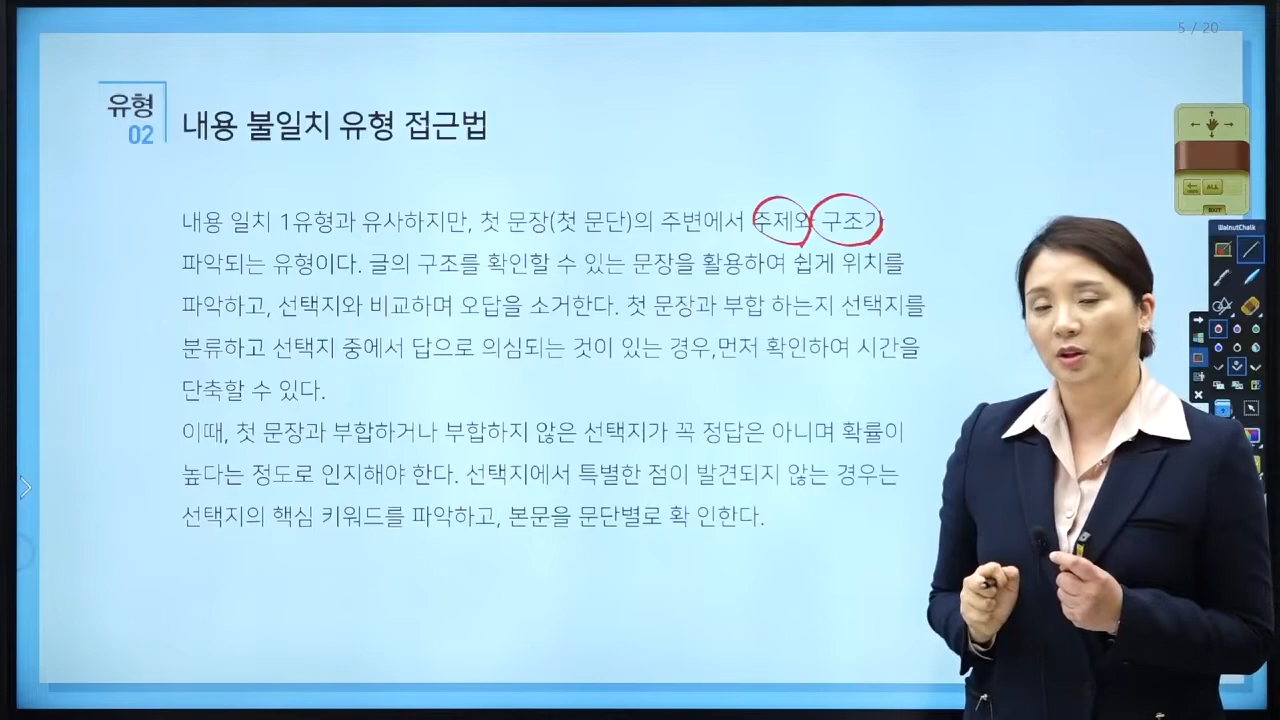 5 / 20
유형
02
내용 불일치 유형 접근법
내용 일치 1유형과 유사하지만, 첫 문장(첫 문단)의 주변에서 주제와 구조가
파악되는 유형이다. 글의 구조를 확인할 수 있는 문장을 활용하여 쉽게 위치를
파악하고, 선택지와 비교하며 오답을 소거한다. 첫 문장과 부합 하는지 선택지를
분류하고 선택지 중에서 답으로 의심되는 것이 있는 경우,먼저 확인하여 시간을
단축할 수 있다.
이때, 첫 문장과 부합하거나 부합하지 않은 선택지가 꼭 정답은 아니며 확률이
높다는 정도로 인지해야 한다. 선택지에서 특별한 점이 발견되지 않는 경우는
선택지의 핵심 키워드를 파악하고, 본문을 문단별로 확 인한다.
ALL
EXIT
WalnutChalk